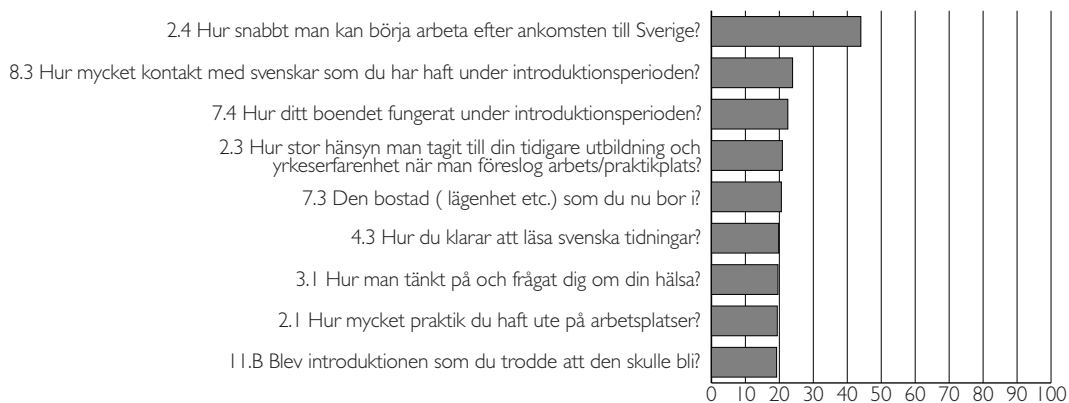 2.4 Hur snabbt man kan börja arbeta efter ankomsten till Sverige?
8.3 Hur mycket kontakt med svenskar som du har haft under introduktionsperioden?
7.4 Hur ditt boendet fungerat under introduktionsperioden?
2.3 Hur stor hänsyn man tagit till din tidigare utbildning och
yrkeserfarenhet när man föreslog arbets/praktikplats?
7.3 Den bostad ( lägenhet etc.) som du nu bor i?
4.3 Hur du klarar att läsa svenska tidningar?
3.1 Hur man tänkt på och frågat dig om din hälsa?
2.1 Hur mycket praktik du haft ute på arbetsplatser?
11.B Blev introduktionen som du trodde att den skulle bli?
0 10 20 30 40 50 60 70 80 90 100